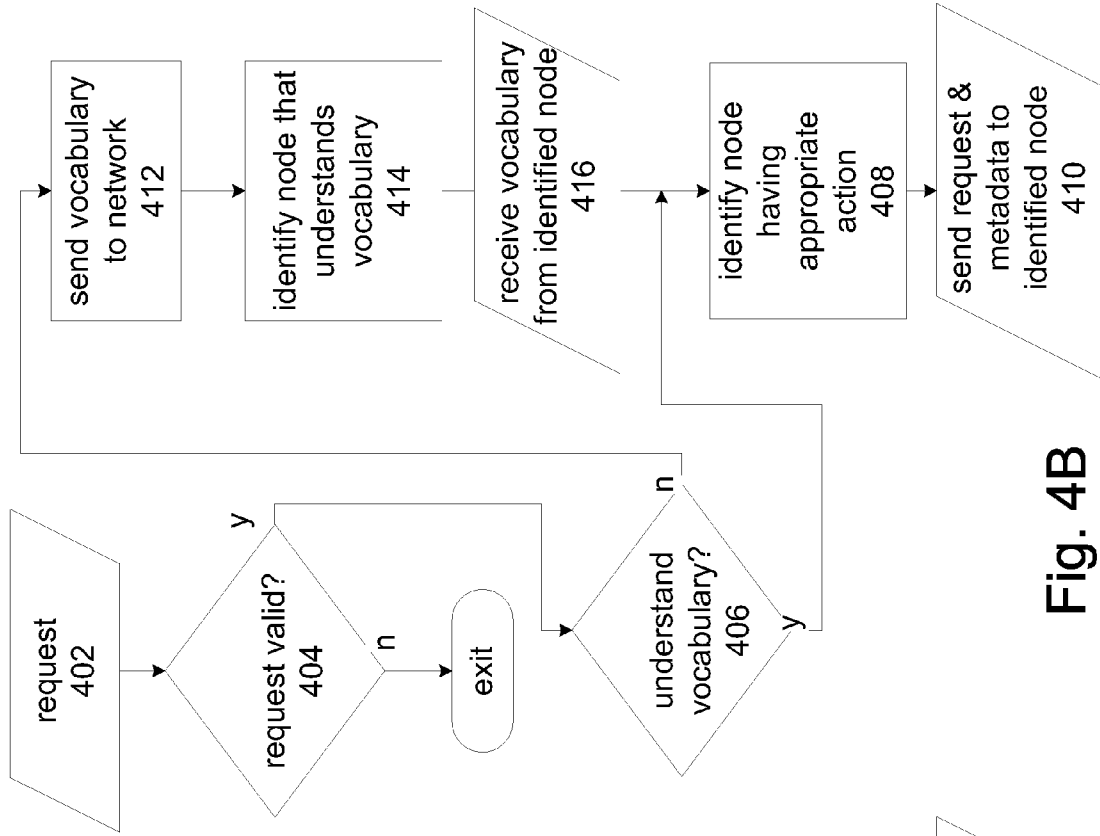 request
402
request valid?
404
y
n
exit
understand
vocabulary?
406
n
y
send vocabulary
to network
412
identify node that
understands
vocabulary
414
receive vocabulary
from identified node
416
identify node
having
appropriate
action
408
send request &
metadata to
identified node
410
Fig. 4B